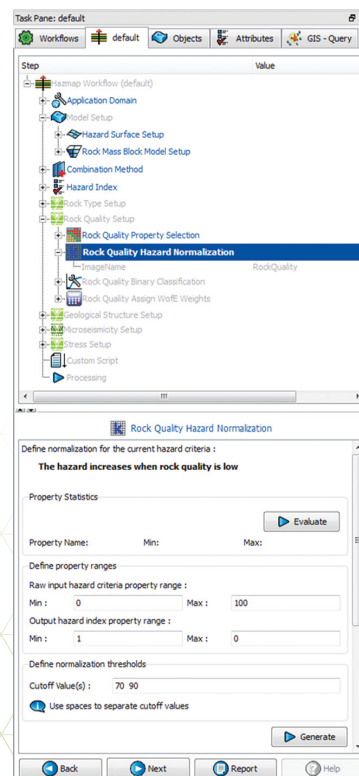 Task Pane: default
Workflows default Objects Attributes GIS - Query
Step Value
Hazmap Workflow (default)
Application Domain
Model Setup
Hazard Surface Setup
Rock Mass Block Model Setup
Combination Method
Hazard Index
Rock Type Setup
Rock Quality Setup
Rock Quality Property Selection
Rock Quality Hazard Normalization
ImageName RockQuality
Rock Quality Binary Classification
Rock Quality Assign WofE Weights
Geological Structure Setup
Microseismicity Setup
Stress Setup
Custom Script
Processing
Rock Quality Hazard Normalization
Define normalization for the current hazard criteria :
The hazard increases when rock quality is low
Property Statistics
Evaluate
Property Name: Min: Max:
Define property ranges
Raw input hazard criteria property range :
Min : 0 Max : 100
Output hazard index property range :
Min : 1 Max : 0
Define normalization thresholds
Cutoff Value(s) : 70 90
Use spaces to separate cutoff values
Generate
Back Next Report Help